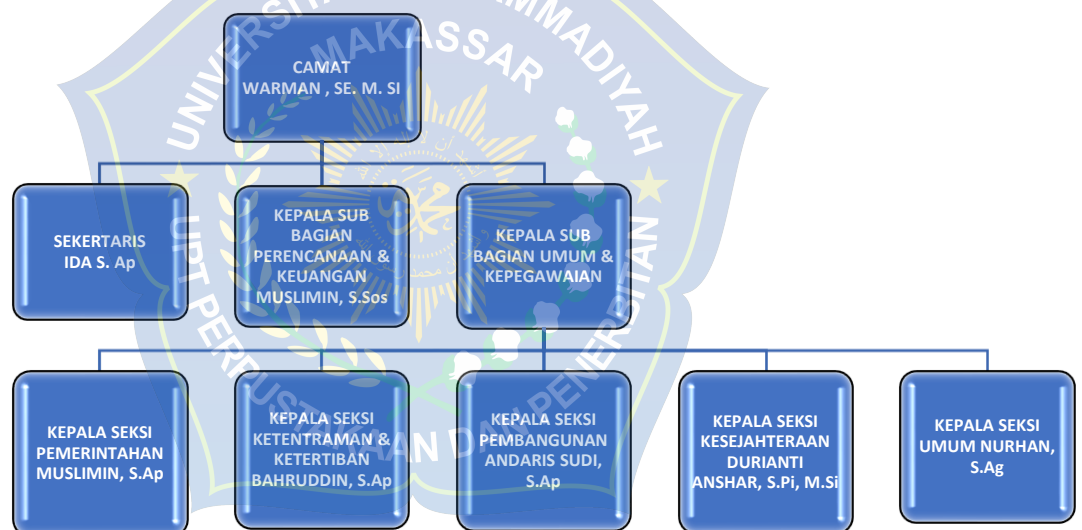 CAMAT
WARMAN , SE. M. SI
SEKERTARIS
IDA S. Ap
KEPALA SUB
BAGIAN
PERENCANAAN &
KEUANGAN
MUSLIMIN, S.Sos
KEPALA SUB
BAGIAN UMUM &
KEPEGAWAIAN
KEPALA SEKSI
PEMERINTAHAN
MUSLIMIN, S.Ap
KEPALA SEKSI
KETENTRAMAN &
KETERTIBAN
BAHRUDDIN, S.Ap
KEPALA SEKSI
PEMBANGUNAN
ANDARIS SUDI,
S.Ap
KEPALA SEKSI
KESEJAHTERAAN
DURIANTI
ANSHAR, S.Pi, M.Si
KEPALA SEKSI
UMUM NURHAN,
S.Ag
MAKASSAR
UPT PERPUSTAKAAN DAN PENERBITAN